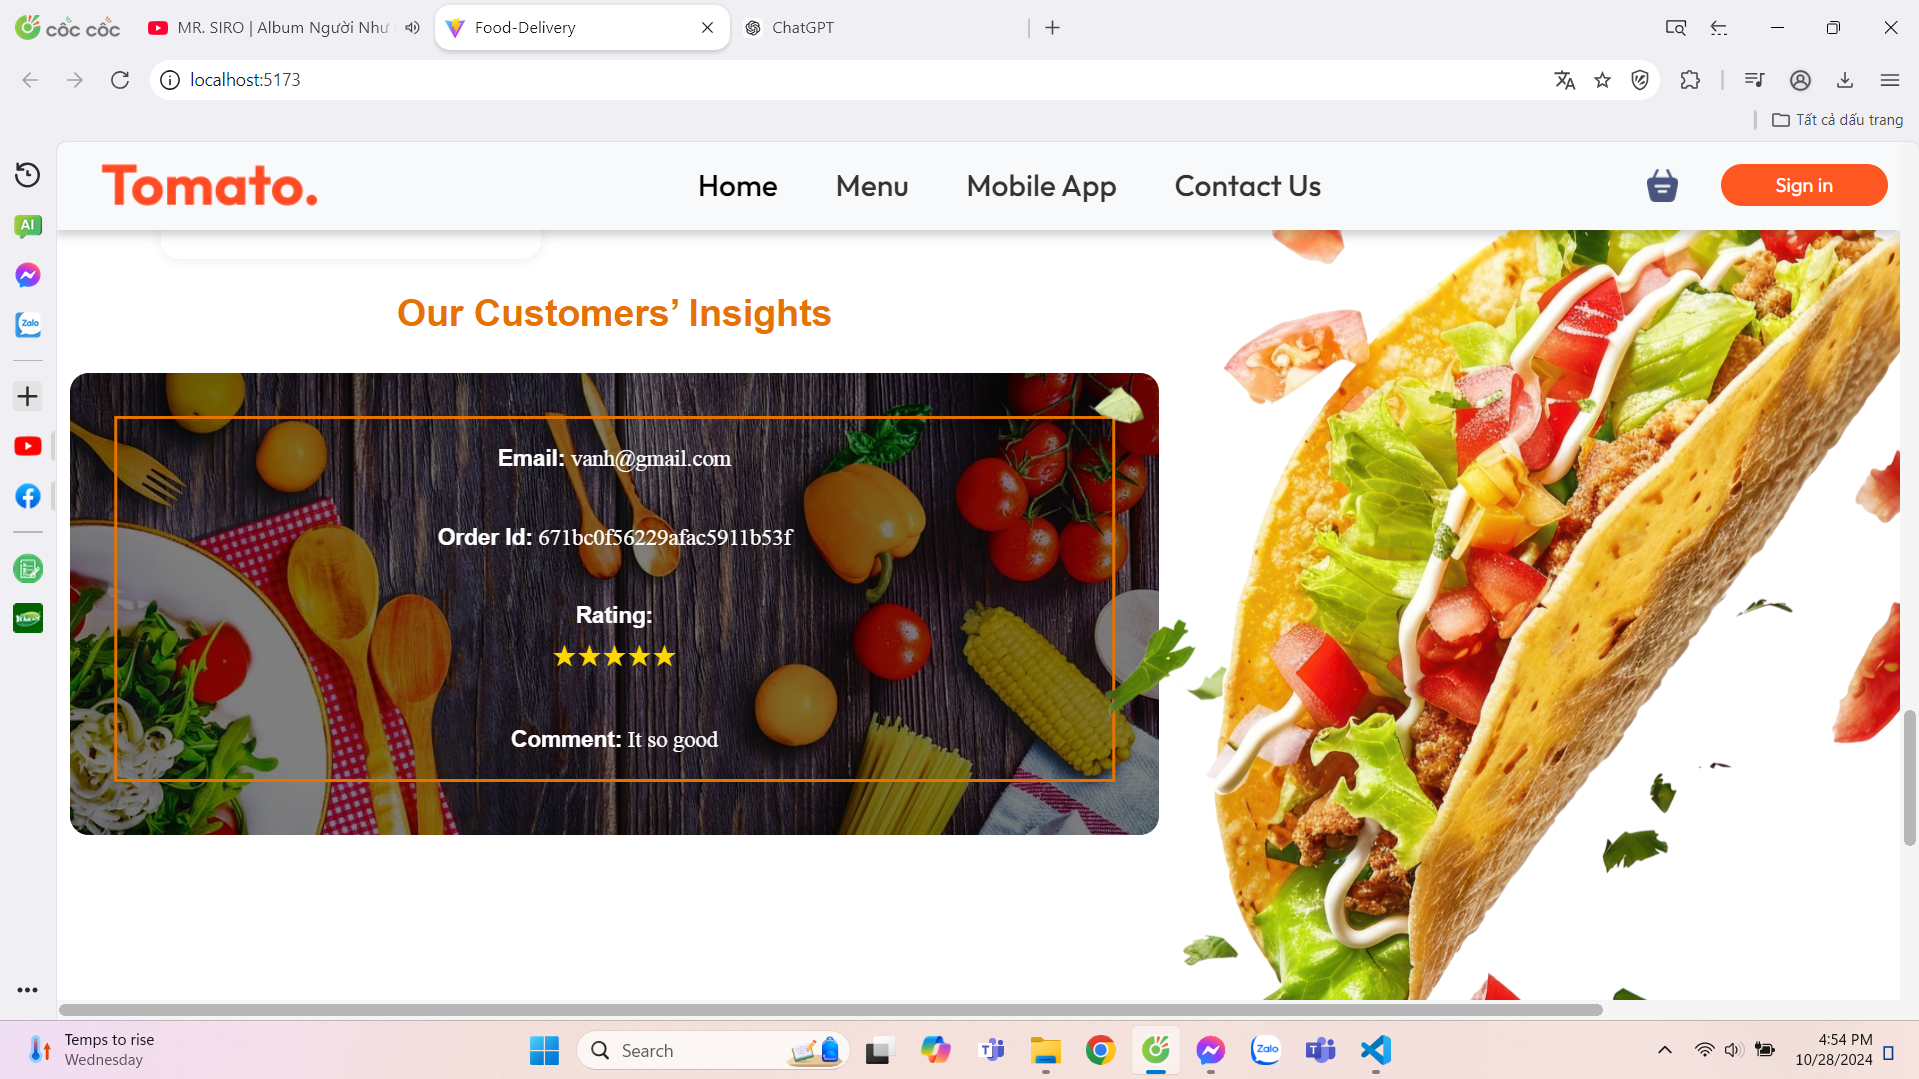 cốc cốc
MR. SIRO | Album Người Như
Food-Delivery
ChatGPT
localhost:5173
Tất cả dấu trang
AI
Zalo
Tomato.
Home
Menu
Mobile App
Contact Us
Sign in
Our Customers’ Insights
Email: vanh@gmail.com
Order Id: 671bc0f56229afac5911b53f
Rating:
★★★★★
Comment: It so good
Temps to rise
Wednesday
Search
Zalo
4:54 PM
10/28/2024